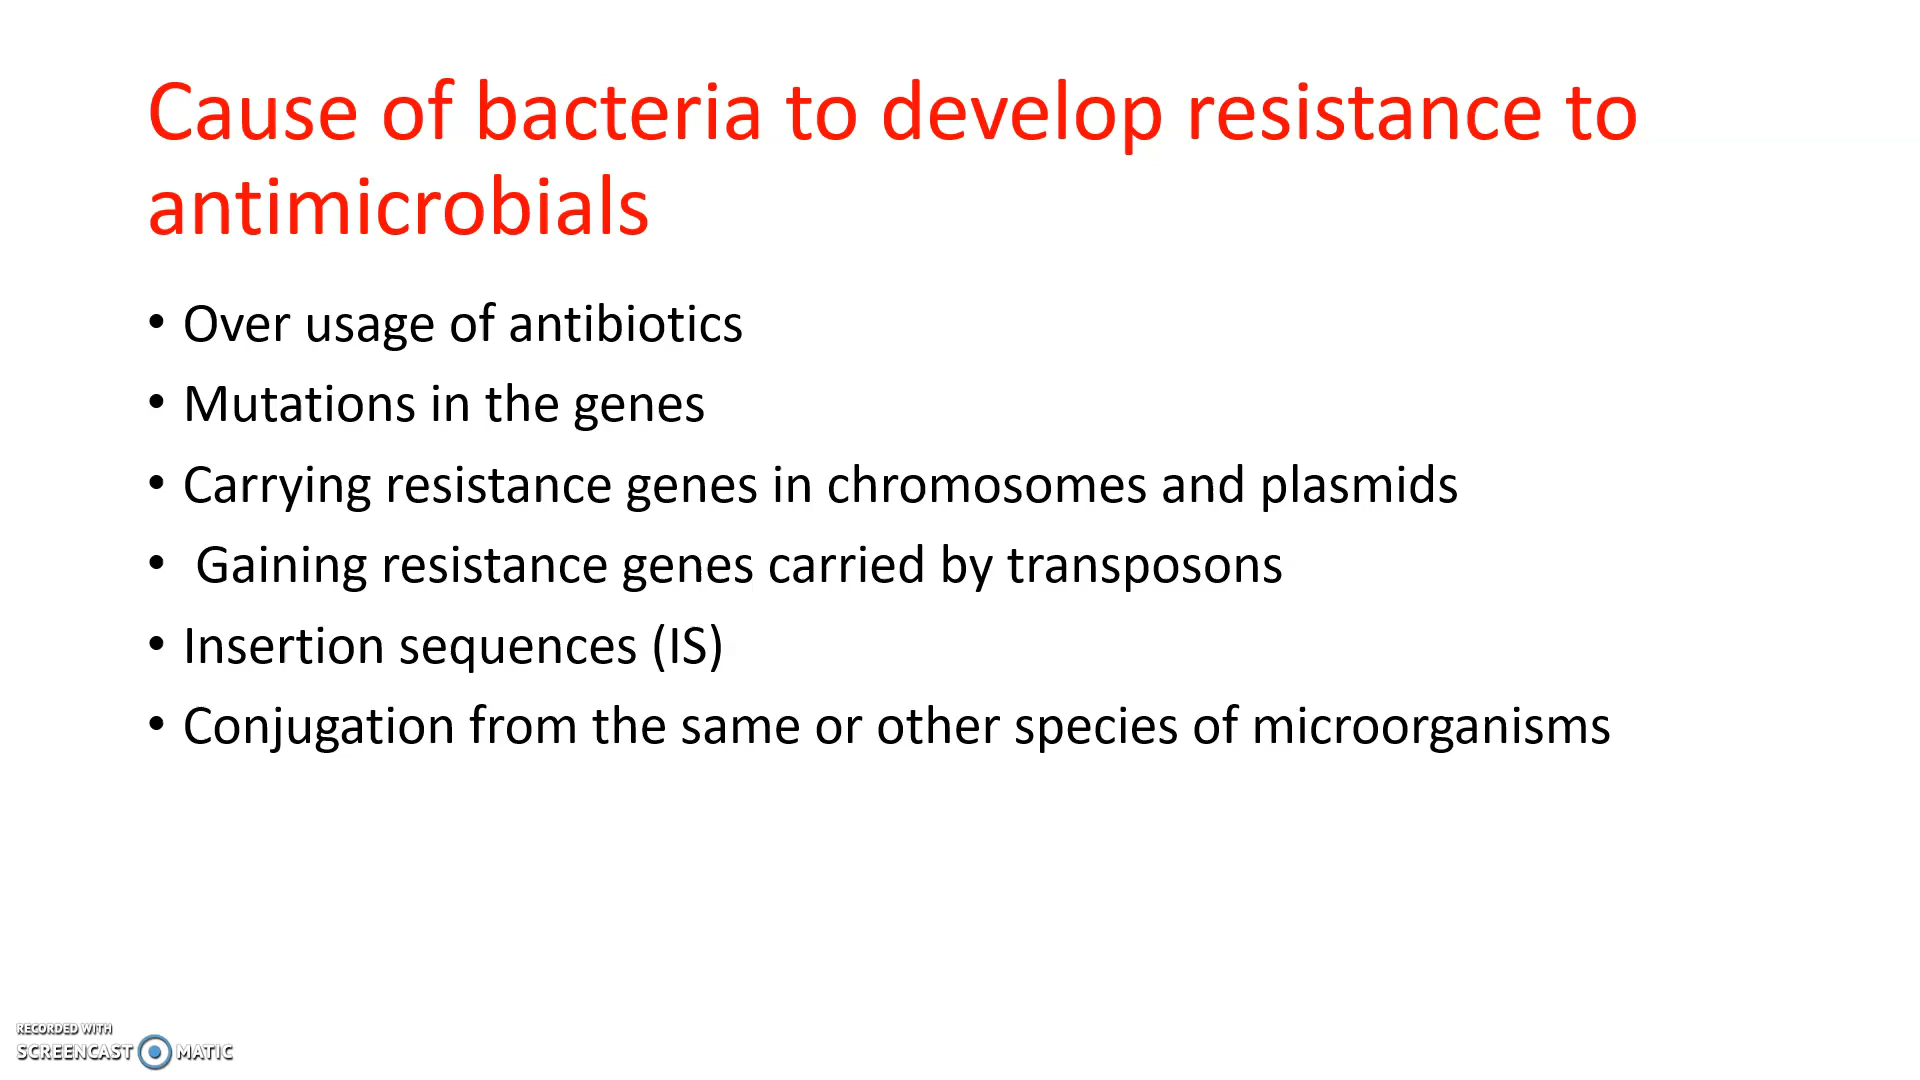 Cause of bacteria to develop resistance to
antimicrobials
• Over usage of antibiotics
• Mutations in the genes
• Carrying resistance genes in chromosomes and plasmids
• Gaining resistance genes carried by transposons
• Insertion sequences (IS)
• Conjugation from the same or other species of microorganisms
RECORDED WITH
SCREENCAST MATIC